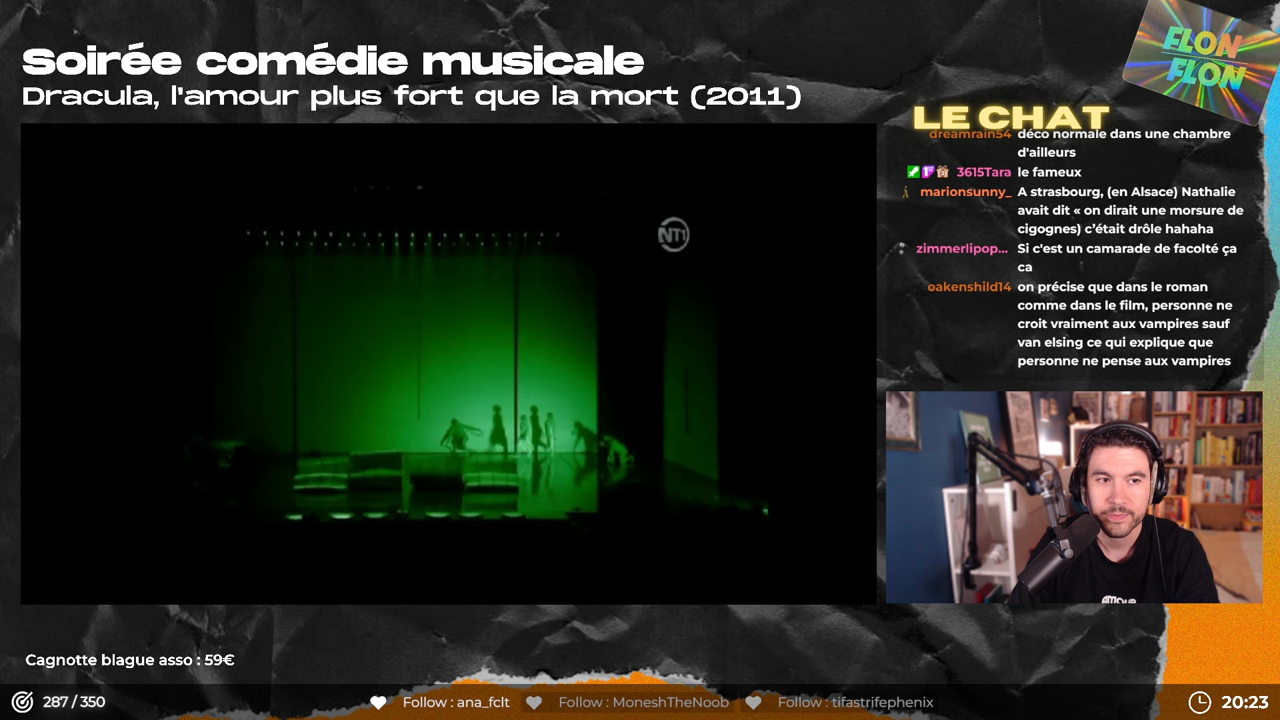 Soirée comédie musicale
Dracula, l'amour plus fort que la mort (2011)
FLON
FLON
LE CHAT
dreamrain54 déco normale dans une chambre
d'ailleurs
3615Tara le fameux
marionsunny_ A strasbourg, (en Alsace) Nathalie
avait dit « on dirait une morsure de
cigognes) c'était drôle hahaha
zimmerlipop... Si c'est un camarade de facolté ça
ca
oakenshild14 on précise que dans le roman
comme dans le film, personne ne
croit vraiment aux vampires sauf
van elsing ce qui explique que
personne ne pense aux vampires
NT1
Cagnotte blague asso : 59€
287 / 350
Follow : ana_fclt
Follow : MoneshTheNoob
Follow : tifastrifephenix
20:23